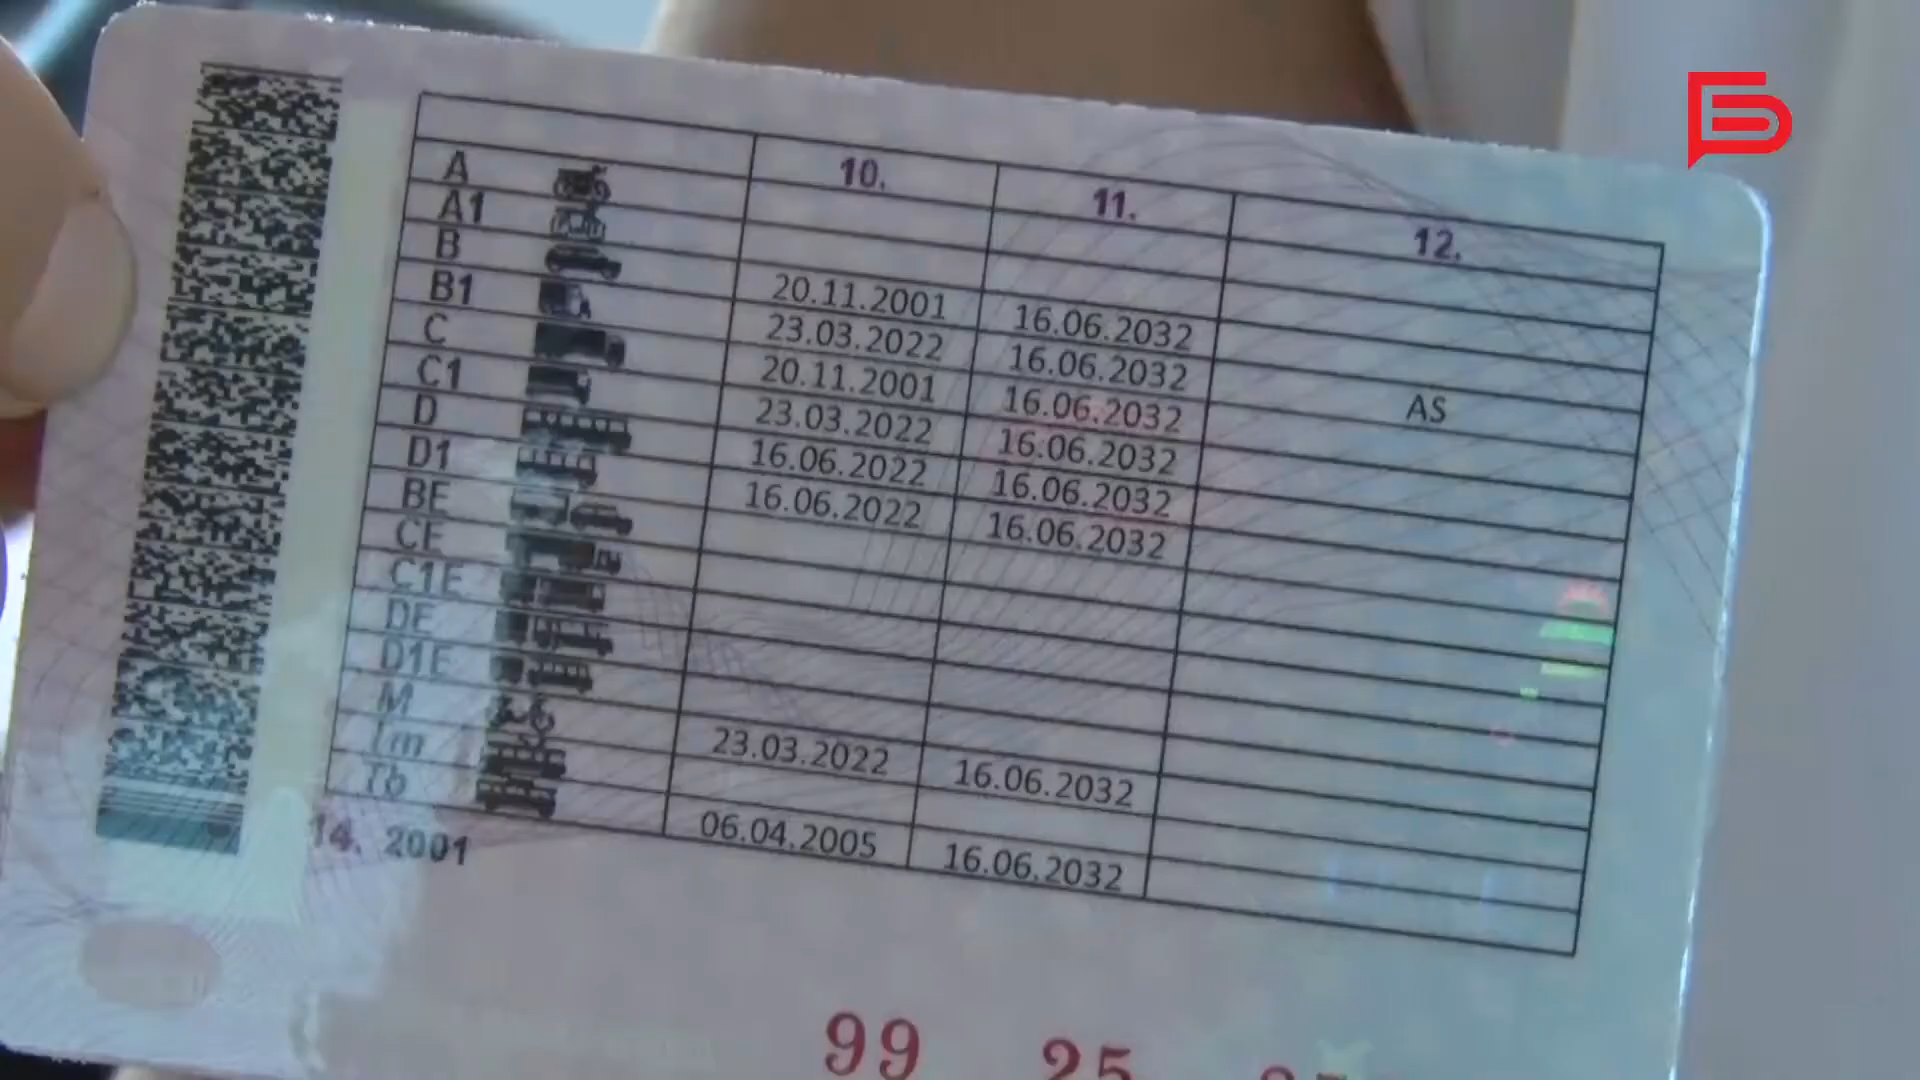 10. 11. 12.
A
A1
B 20.11.2001 16.06.2032
B1 23.03.2022 16.06.2032 AS
C 20.11.2001 16.06.2032
C1 23.03.2022 16.06.2032
D 16.06.2022 16.06.2032
D1 16.06.2022 16.06.2032
BE
CE
C1E
DE
D1E
M 23.03.2022 16.06.2032
Tm
Tb 06.04.2005 16.06.2032
14. 2001
99 25